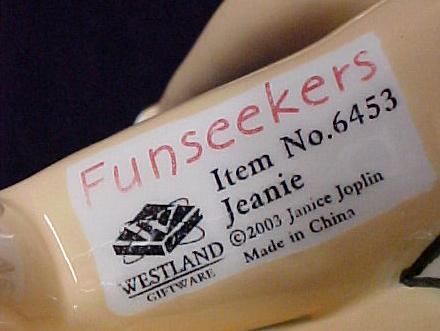 Funseekers
Item No.6453
Jeanie
©2003 Janice Joplin
Made in China
WESTLAND
GIFTWARE